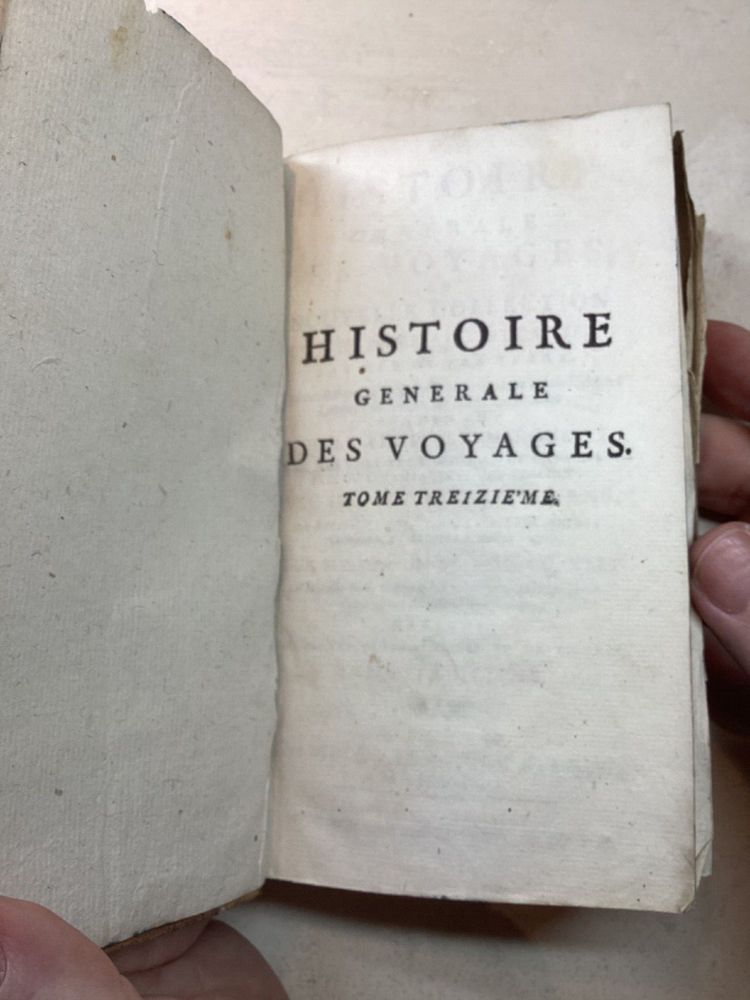 HISTOIRE
GENERALE
DES VOYAGES.
TOME TREIZIE'ME.